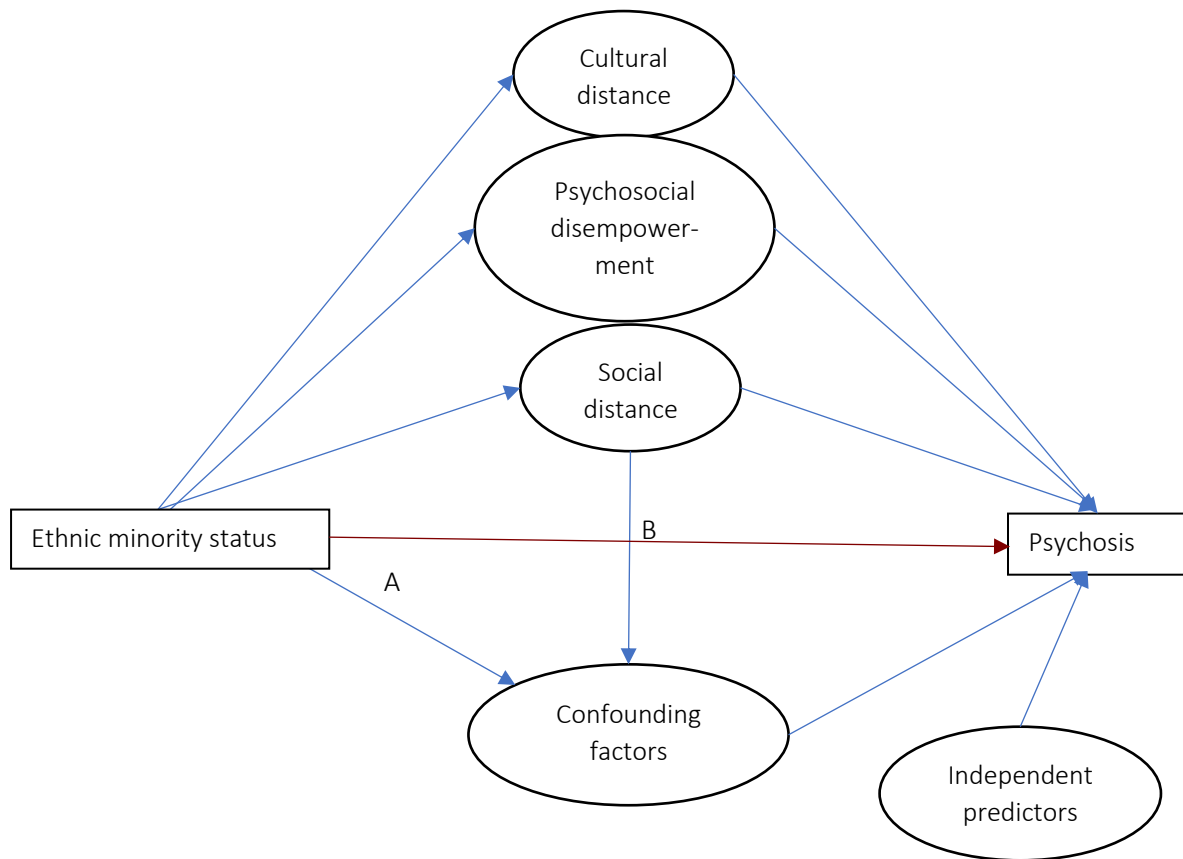 Cultural
distance
Psychosocial
disempower-
ment
Social
distance
Ethnic minority status
B
Psychosis
A
Confounding
factors
Independent
predictors